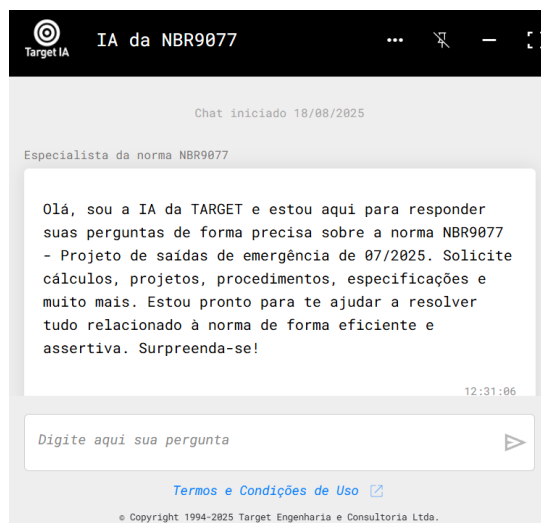 Target IA
IA da NBR9077
Chat iniciado 18/08/2025
Especialista da norma NBR9077
Olá, sou a IA da TARGET e estou aqui para responder
suas perguntas de forma precisa sobre a norma NBR9077
- Projeto de saídas de emergência de 07/2025. Solicite
cálculos, projetos, procedimentos, especificações e
muito mais. Estou pronto para te ajudar a resolver
tudo relacionado à norma de forma eficiente e
assertiva. Surpreenda-se!
12:31:06
Digite aqui sua pergunta
Termos e Condições de Uso
© Copyright 1994-2025 Target Engenharia e Consultoria Ltda.